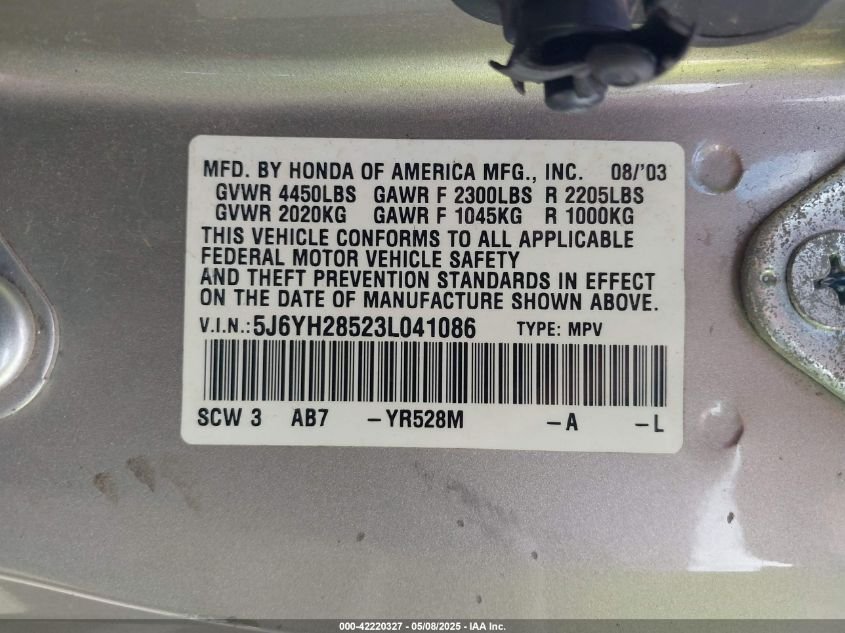 MFD. BY HONDA OF AMERICA MFG., INC. 08/'03
GVWR 4450LBS GAWR F 2300LBS R 2205LBS
GVWR 2020KG GAWR F 1045KG R 1000KG
THIS VEHICLE CONFORMS TO ALL APPLICABLE
FEDERAL MOTOR VEHICLE SAFETY
AND THEFT PREVENTION STANDARDS IN EFFECT
ON THE DATE OF MANUFACTURE SHOWN ABOVE.
V.I.N.: 5J6YH28523L041086 TYPE: MPV
SCW 3 AB7 -YR528M -A -L
000-42220327 - 05/08/2025 - IAA Inc.